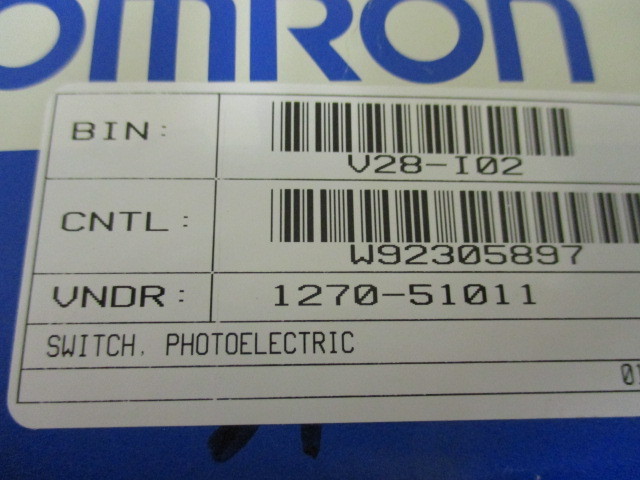 omron
BIN: V28-I02
CNTL: W92305897
VNDR: 1270-51011
SWITCH, PHOTOELECTRIC